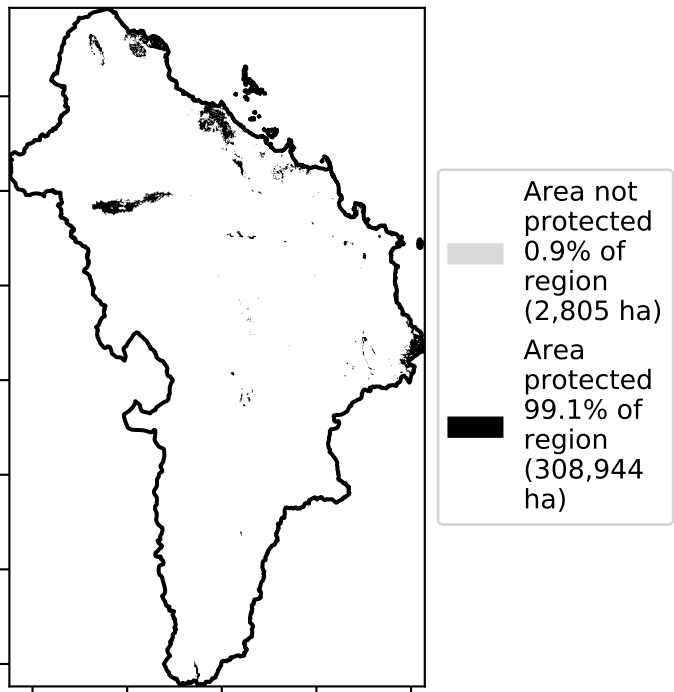 Area not
protected
0.9% of
region
(2,805 ha)
Area
protected
99.1% of
region
(308,944
ha)